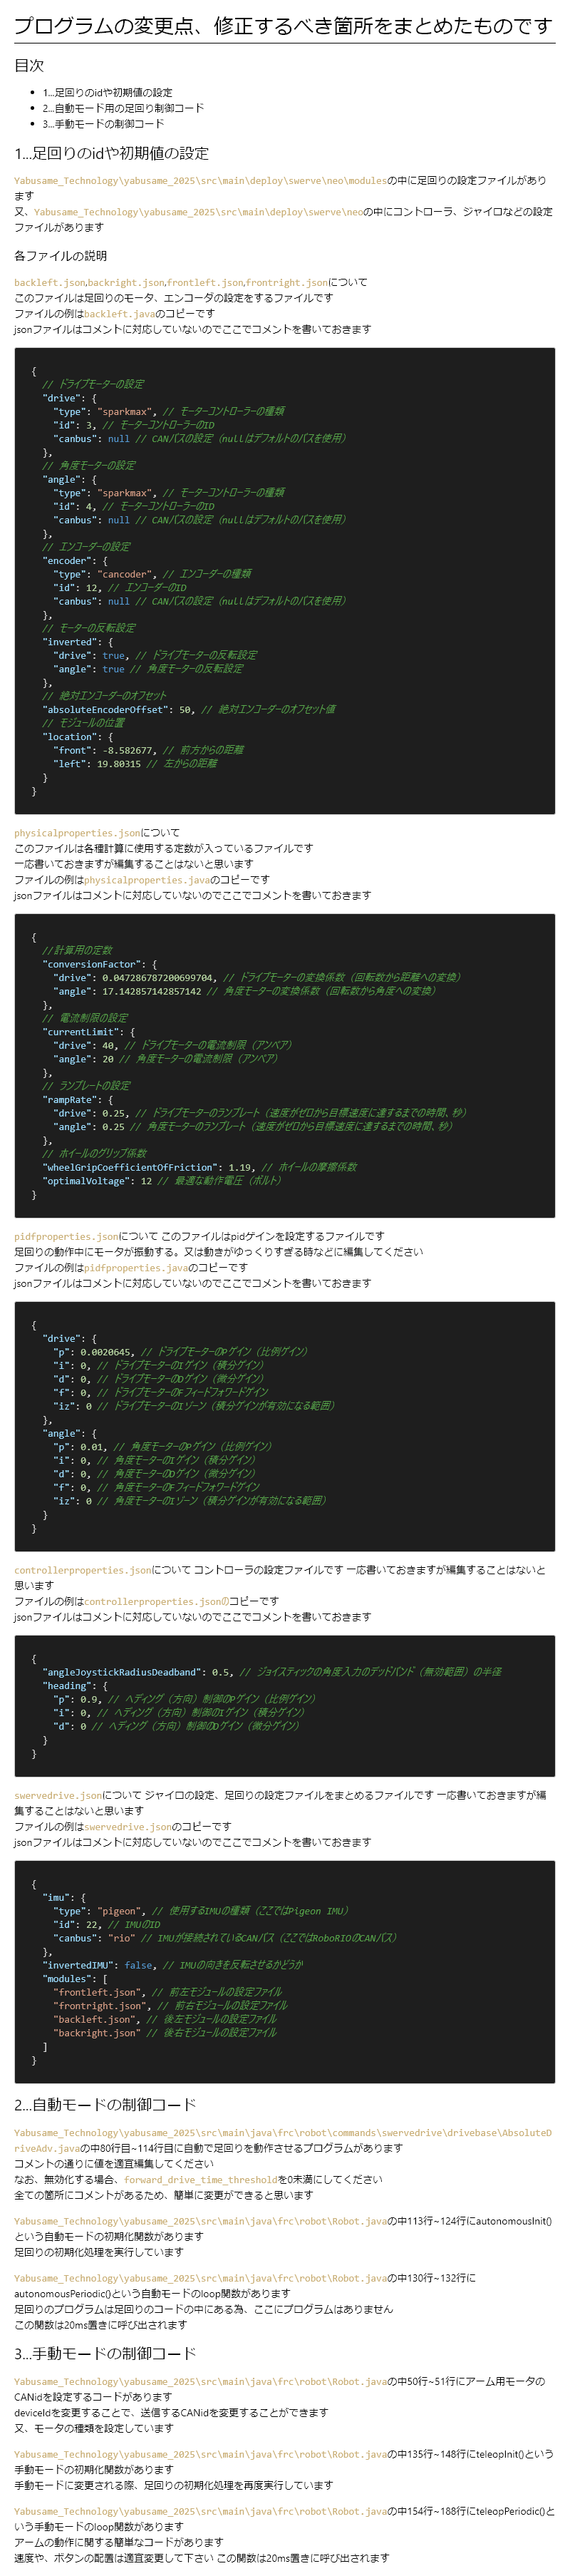 プログラムの変更点、修正するべき箇所をまとめたものです
目次
• 1...足回りのidや初期値の設定
• 2...自動モード用の足回り制御コード
• 3...手動モードの制御コード
1...足回りのidや初期値の設定
Yabusame_Technology\yabusame_2025\src\main\deploy\swerve\neo\modulesの中に足回りの設定ファイルがあり
ます
又、Yabusame_Technology\yabusame_2025\src\main\deploy\swerve\neoの中にコントローラ、ジャイロなどの設定
ファイルがあります
各ファイルの説明
backleft.json,backright.json,frontleft.json,frontright.jsonについて
このファイルは足回りのモータ、エンコーダの設定をするファイルです
ファイルの例はbackleft.javaのコピーです
jsonファイルはコメントに対応していないのでここでコメントを書いておきます
{
  // ドライブモーターの設定
  "drive": {
    "type": "sparkmax", // モーターコントローラーの種類
    "id": 3, // モーターコントローラーのID
    "canbus": null // CANバスの設定（nullはデフォルトのバスを使用）
  },
  // 角度モーターの設定
  "angle": {
    "type": "sparkmax", // モーターコントローラーの種類
    "id": 4, // モーターコントローラーのID
    "canbus": null // CANバスの設定（nullはデフォルトのバスを使用）
  },
  // エンコーダーの設定
  "encoder": {
    "type": "cancoder", // エンコーダーの種類
    "id": 12, // エンコーダーのID
    "canbus": null // CANバスの設定（nullはデフォルトのバスを使用）
  },
  // モーターの反転設定
  "inverted": {
    "drive": true, // ドライブモーターの反転設定
    "angle": true // 角度モーターの反転設定
  },
  // 絶対エンコーダーのオフセット
  "absoluteEncoderOffset": 50, // 絶対エンコーダーのオフセット値
  // モジュールの位置
  "location": {
    "front": -8.582677, // 前方からの距離
    "left": 19.80315 // 左からの距離
  }
}
physicalproperties.jsonについて
このファイルは各種計算に使用する定数が入っているファイルです
一応書いておきますが編集することはないと思います
ファイルの例はphysicalproperties.javaのコピーです
jsonファイルはコメントに対応していないのでここでコメントを書いておきます
{
  //計算用の定数
  "conversionFactor": {
    "drive": 0.047286787200699704, // ドライブモーターの変換係数（回転数から距離への変換）
    "angle": 17.142857142857142 // 角度モーターの変換係数（回転数から角度への変換）
  },
  // 電流制限の設定
  "currentLimit": {
    "drive": 40, // ドライブモーターの電流制限（アンペア）
    "angle": 20 // 角度モーターの電流制限（アンペア）
  },
  // ランプレートの設定
  "rampRate": {
    "drive": 0.25, // ドライブモーターのランプレート（速度がゼロから目標速度に達するまでの時間、秒）
    "angle": 0.25 // 角度モーターのランプレート（速度がゼロから目標速度に達するまでの時間、秒）
  },
  // ホイールのグリップ係数
  "wheelGripCoefficientOfFriction": 1.19, // ホイールの摩擦係数
  "optimalVoltage": 12 // 最適な動作電圧（ボルト）
}
pidfproperties.jsonについて このファイルはpidゲインを設定するファイルです
足回りの動作中にモータが振動する。又は動きがゆっくりすぎる時などに編集してください
ファイルの例はpidfproperties.javaのコピーです
jsonファイルはコメントに対応していないのでここでコメントを書いておきます
{
  "drive": {
    "p": 0.0020645, // ドライブモーターのPゲイン（比例ゲイン）
    "i": 0, // ドライブモーターのIゲイン（積分ゲイン）
    "d": 0, // ドライブモーターのDゲイン（微分ゲイン）
    "f": 0, // ドライブモーターのFフィードフォワードゲイン
    "iz": 0 // ドライブモーターのIゾーン（積分ゲインが有効になる範囲）
  },
  "angle": {
    "p": 0.01, // 角度モーターのPゲイン（比例ゲイン）
    "i": 0, // 角度モーターのIゲイン（積分ゲイン）
    "d": 0, // 角度モーターのDゲイン（微分ゲイン）
    "f": 0, // 角度モーターのFフィードフォワードゲイン
    "iz": 0 // 角度モーターのIゾーン（積分ゲインが有効になる範囲）
  }
}
controllerproperties.jsonについて コントローラの設定ファイルです 一応書いておきますが編集することはないと
思います
ファイルの例はcontrollerproperties.jsonのコピーです
jsonファイルはコメントに対応していないのでここでコメントを書いておきます
{
  "angleJoystickRadiusDeadband": 0.5, // ジョイスティックの角度入力のデッドバンド（無効範囲）の半径
  "heading": {
    "p": 0.9, // ヘディング（方向）制御のPゲイン（比例ゲイン）
    "i": 0, // ヘディング（方向）制御のIゲイン（積分ゲイン）
    "d": 0 // ヘディング（方向）制御のDゲイン（微分ゲイン）
  }
}
swervedrive.jsonについて ジャイロの設定、足回りの設定ファイルをまとめるファイルです 一応書いておきますが編
集することはないと思います
ファイルの例はswervedrive.jsonのコピーです
jsonファイルはコメントに対応していないのでここでコメントを書いておきます
{
  "imu": {
    "type": "pigeon", // 使用するIMUの種類（ここではPigeon IMU）
    "id": 22, // IMUのID
    "canbus": "rio" // IMUが接続されているCANバス（ここではRoboRIOのCANバス）
  },
  "invertedIMU": false, // IMUの向きを反転させるかどうか
  "modules": [
    "frontleft.json", // 前左モジュールの設定ファイル
    "frontright.json", // 前右モジュールの設定ファイル
    "backleft.json", // 後左モジュールの設定ファイル
    "backright.json" // 後右モジュールの設定ファイル
  ]
}
2...自動モードの制御コード
Yabusame_Technology\yabusame_2025\src\main\java\frc\robot\commands\swervedrive\drivebase\AbsoluteD
riveAdv.javaの中80行目~114行目に自動で足回りを動作させるプログラムがあります
コメントの通りに値を適宜編集してください
なお、無効化する場合、forward_drive_time_thresholdを0未満にしてください
全ての箇所にコメントがあるため、簡単に変更ができると思います
Yabusame_Technology\yabusame_2025\src\main\java\frc\robot\Robot.javaの中113行~124行にautonomousInit()
という自動モードの初期化関数があります
足回りの初期化処理を実行しています
Yabusame_Technology\yabusame_2025\src\main\java\frc\robot\Robot.javaの中130行~132行に
autonomousPeriodic()という自動モードのloop関数があります
足回りのプログラムは足回りのコードの中にある為、ここにプログラムはありません
この関数は20ms置きに呼び出されます
3...手動モードの制御コード
Yabusame_Technology\yabusame_2025\src\main\java\frc\robot\Robot.javaの中50行~51行にアーム用モータの
CANidを設定するコードがあります
deviceIdを変更することで、送信するCANidを変更することができます
又、モータの種類を設定しています
Yabusame_Technology\yabusame_2025\src\main\java\frc\robot\Robot.javaの中135行~148行にteleopInit()という
手動モードの初期化関数があります
手動モードに変更される際、足回りの初期化処理を再度実行しています
Yabusame_Technology\yabusame_2025\src\main\java\frc\robot\Robot.javaの中154行~188行にteleopPeriodic()と
いう手動モードのloop関数があります
アームの動作に関する簡単なコードがあります
速度や、ボタンの配置は適宜変更して下さい この関数は20ms置きに呼び出されます